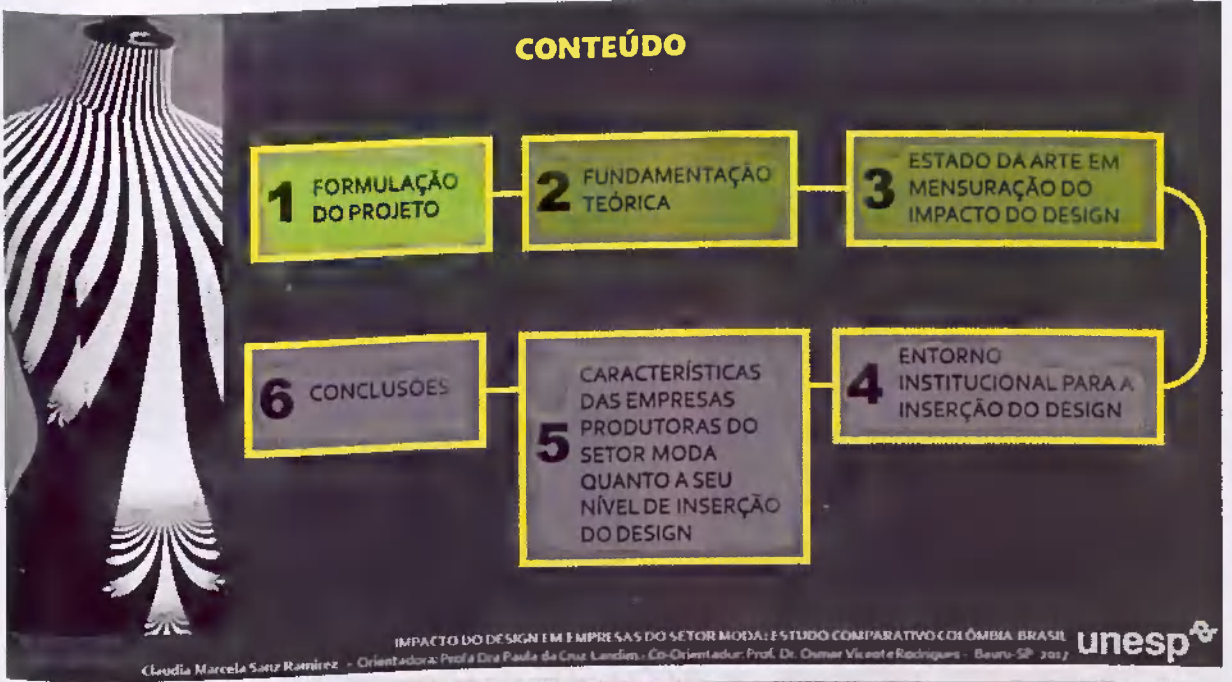 CONTEÚDO
1 FORMULAÇÃO
DO PROJETO
2 FUNDAMENTAÇÃO
TEÓRICA
3 ESTADO DA ARTE EM
MENSURAÇÃO DO
IMPACTO DO DESIGN
4 ENTORNO
INSTITUCIONAL PARA A
INSERÇÃO DO DESIGN
5 CARACTERÍSTICAS
DAS EMPRESAS
PRODUTORAS DO
SETOR MODA
QUANTO A SEU
NÍVEL DE INSERÇÃO
DO DESIGN
6 CONCLUSÕES
IMPACTO DO DESIGN EM EMPRESAS DO SETOR MODA: ESTUDO COMPARATIVO COLÔMBIA BRASIL
unesp
Claudia Marcela Sanz Ramirez - Orientadora: Profa Dra Paula da Cruz Landim - Co-Orientador: Prof. Dr. Osmar Vicente Rodrigues - Bauru-SP 2017